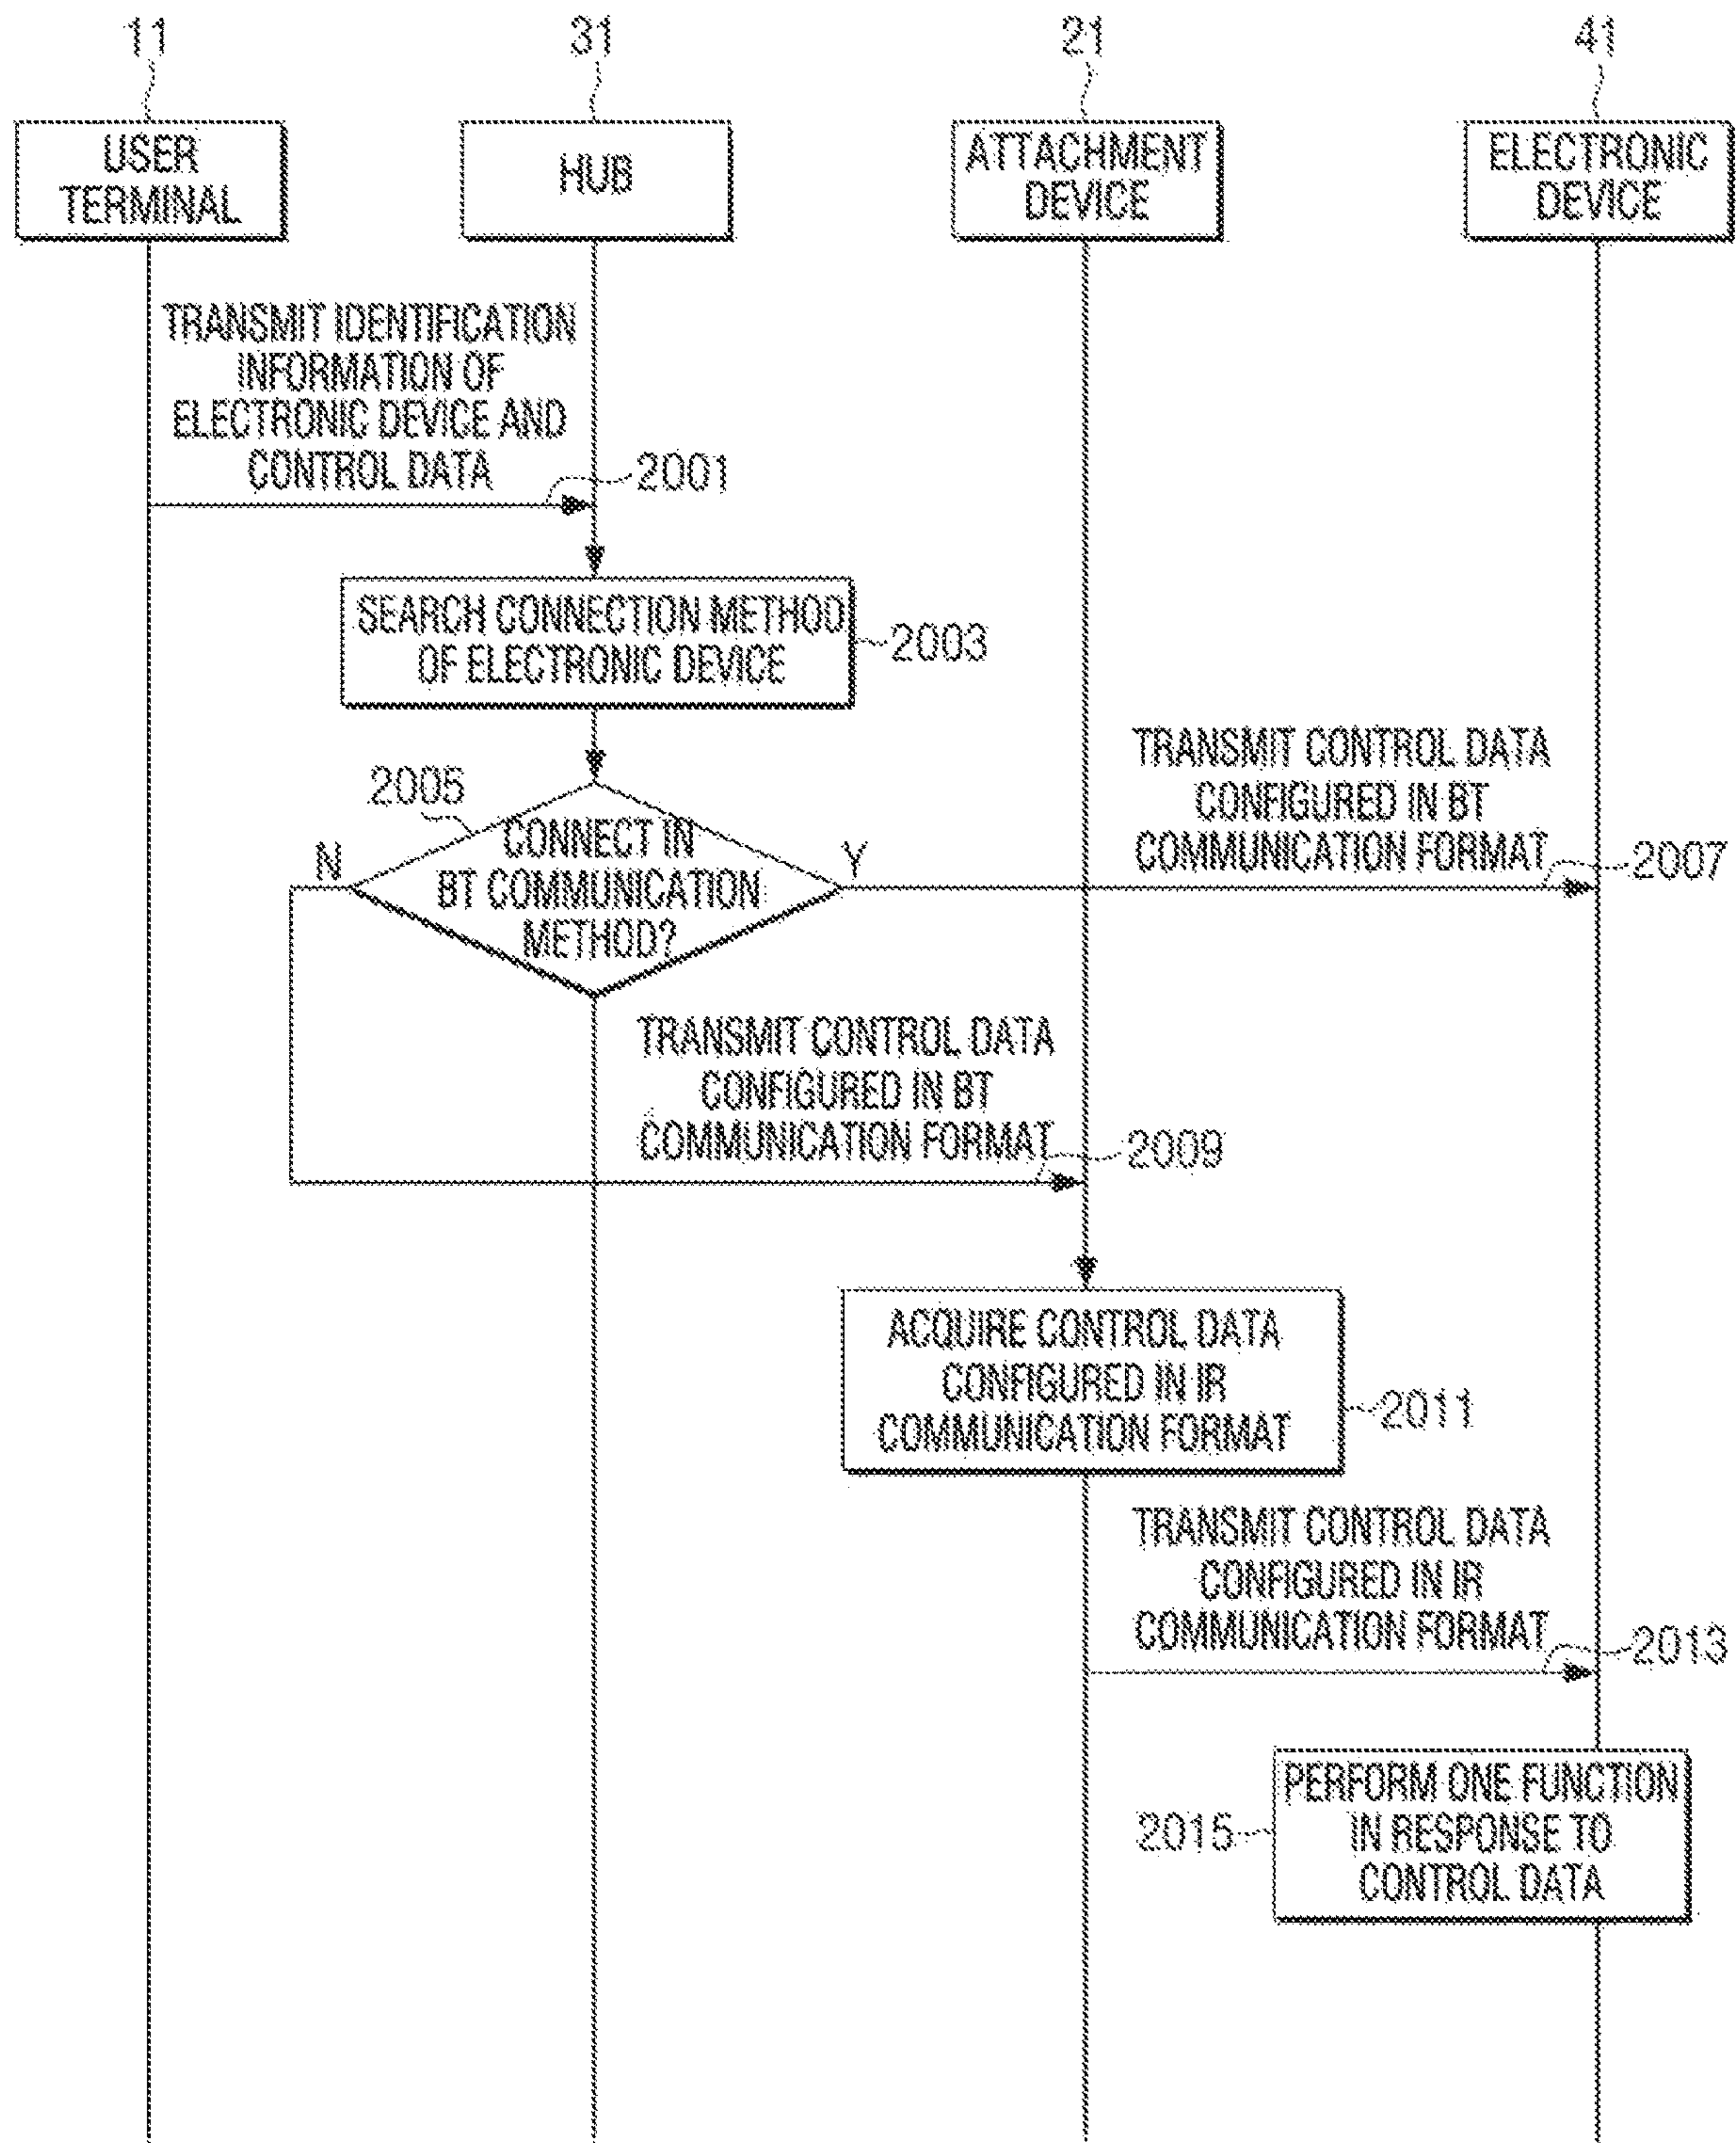 11
31
21
41
USER
TERMINAL
HUB
ATTACHMENT
DEVICE
ELECTRONIC
DEVICE
TRANSMIT IDENTIFICATION
INFORMATION OF
ELECTRONIC DEVICE AND
CONTROL DATA
2001
SEARCH CONNECTION METHOD
OF ELECTRONIC DEVICE
2003
2005
CONNECT IN
BT COMMUNICATION
METHOD?
N
Y
TRANSMIT CONTROL DATA
CONFIGURED IN BT
COMMUNICATION FORMAT
2007
TRANSMIT CONTROL DATA
CONFIGURED IN BT
COMMUNICATION FORMAT
2009
ACQUIRE CONTROL DATA
CONFIGURED IN IR
COMMUNICATION FORMAT
2011
TRANSMIT CONTROL DATA
CONFIGURED IN IR
COMMUNICATION FORMAT
2013
PERFORM ONE FUNCTION
IN RESPONSE TO
CONTROL DATA
2015